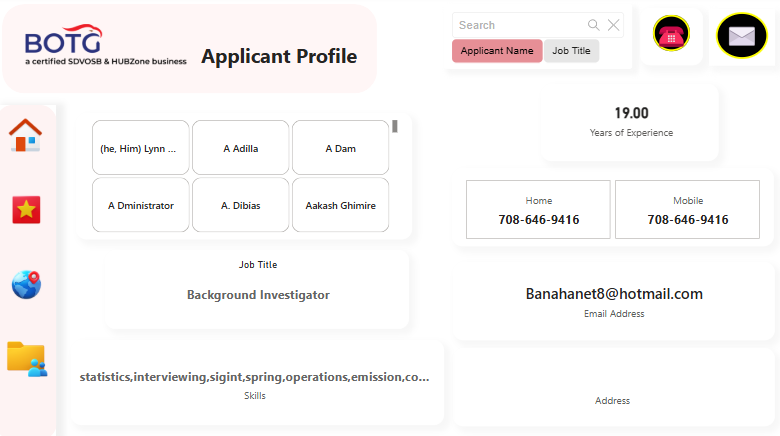 BOTG
a certified SDVOSB & HUBZone business
Applicant Profile
Search
Applicant Name
Job Title
(he, Him) Lynn ...
A Adilla
A Dam
A Dministrator
A. Dibias
Aakash Ghimire
19.00
Years of Experience
Home
708-646-9416
Mobile
708-646-9416
Job Title
Background Investigator
Banahanet8@hotmail.com
Email Address
statistics,interviewing,sigint,spring,operations,emission,co...
Skills
Address